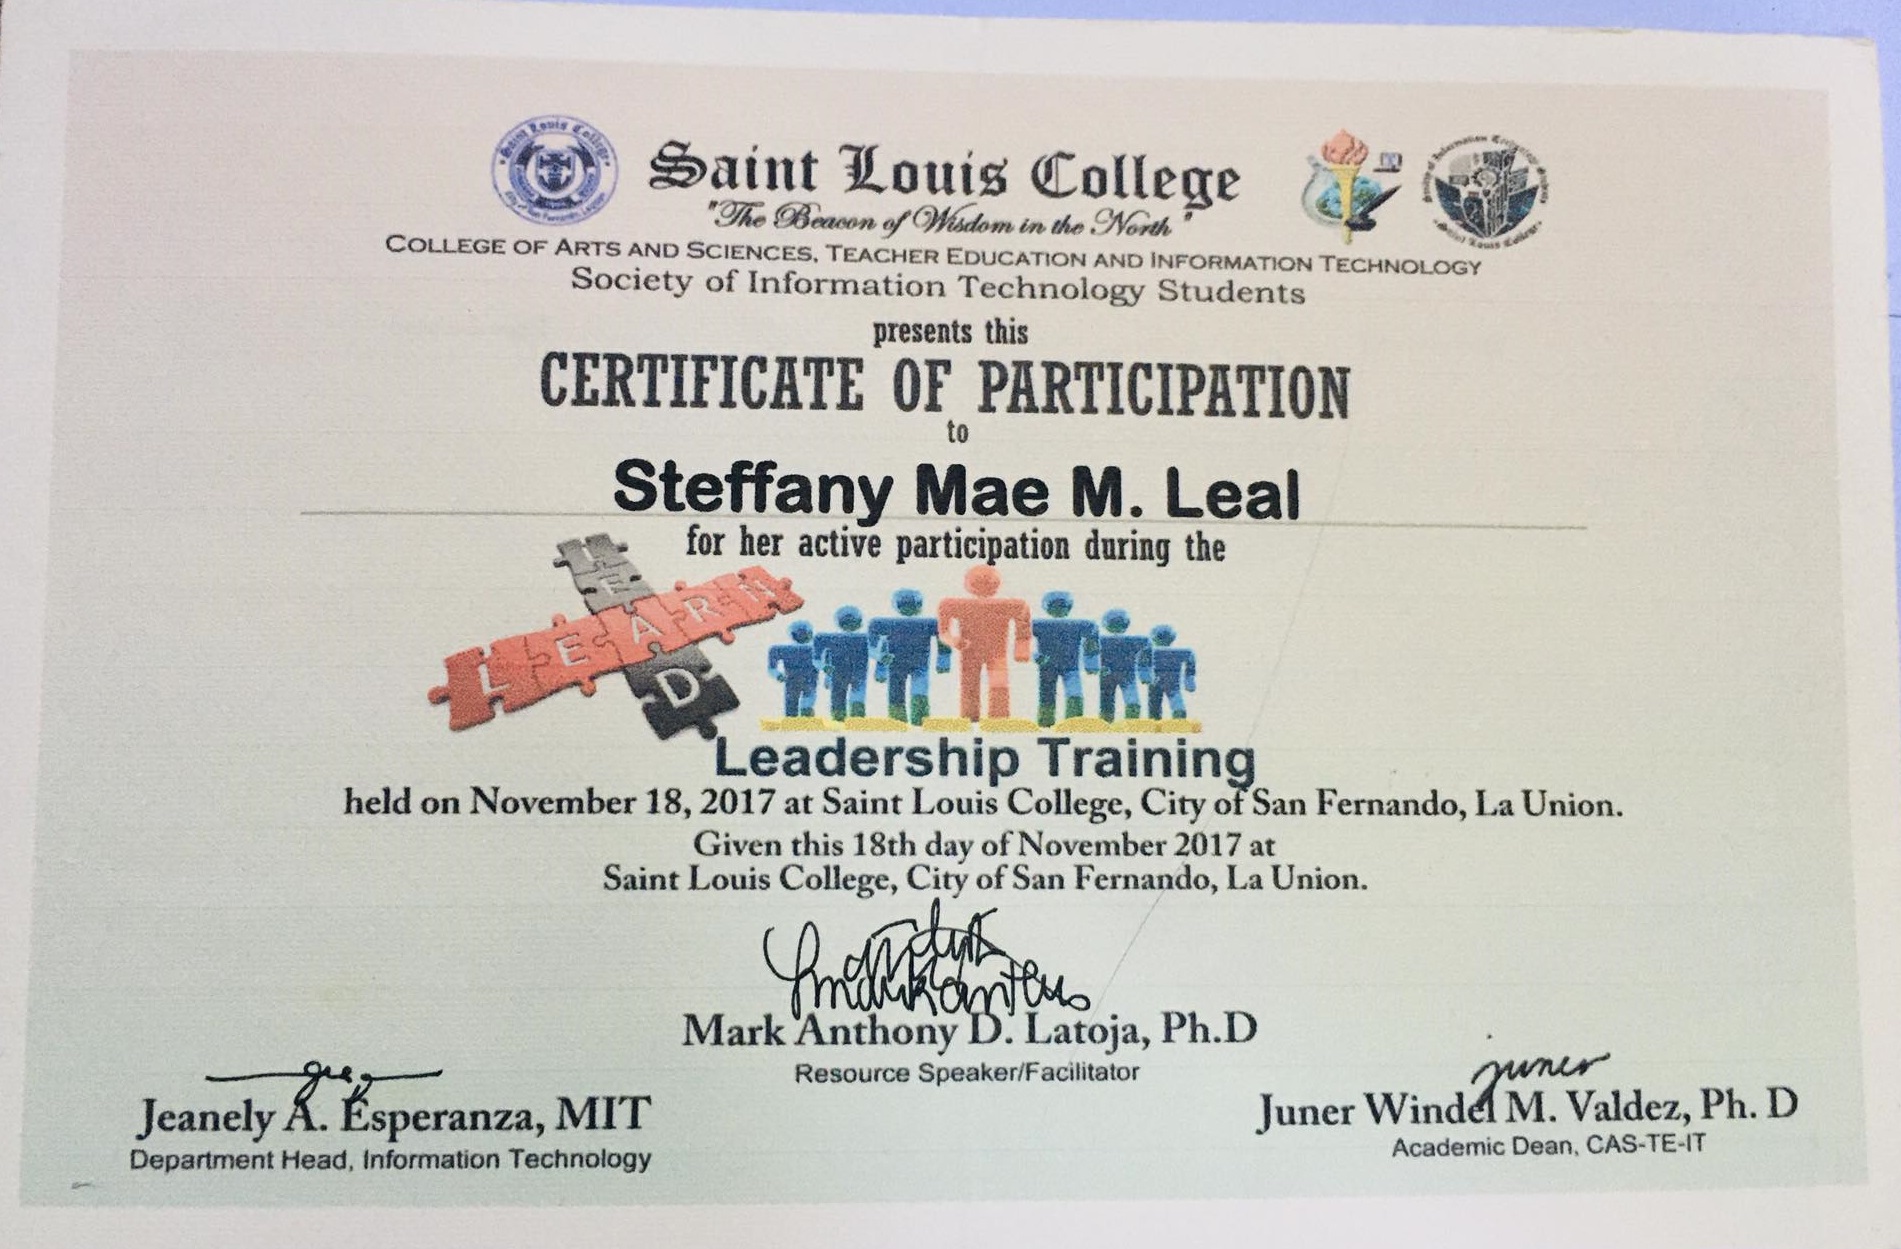 Saint Louis College
"The Beacon of Wisdom in the North"
COLLEGE OF ARTS AND SCIENCES, TEACHER EDUCATION AND INFORMATION TECHNOLOGY
Society of Information Technology Students
presents this
CERTIFICATE OF PARTICIPATION
to
Steffany Mae M. Leal
for her active participation during the
LEARN
D
Leadership Training
held on November 18, 2017 at Saint Louis College, City of San Fernando, La Union.
Given this 18th day of November 2017 at
Saint Louis College, City of San Fernando, La Union.
Mark Anthony D. Latoja, Ph.D
Resource Speaker/Facilitator
Jeanely A. Esperanza, MIT
Department Head, Information Technology
juner
Juner Windel M. Valdez, Ph. D
Academic Dean, CAS-TE-IT